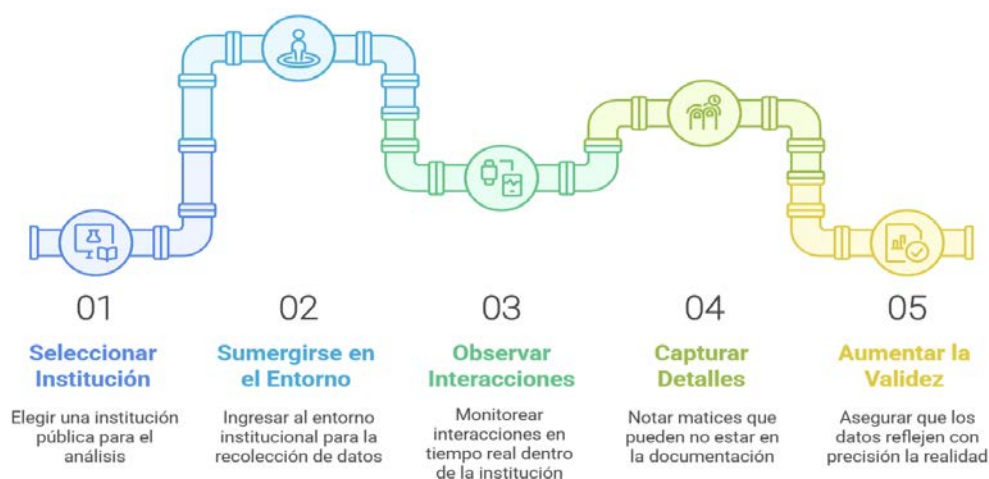 01
Seleccionar
Institución
Elegir una institución
pública para el
análisis
02
Sumergirse en
el Entorno
Ingresar al entorno
institucional para la
recolección de datos
03
Observar
Interacciones
Monitorear
interacciones en
tiempo real dentro
de la institución
04
Capturar
Detalles
Notar matices que
pueden no estar en
la documentación
05
Aumentar la
Validez
Asegurar que los
datos reflejen con
precisión la realidad